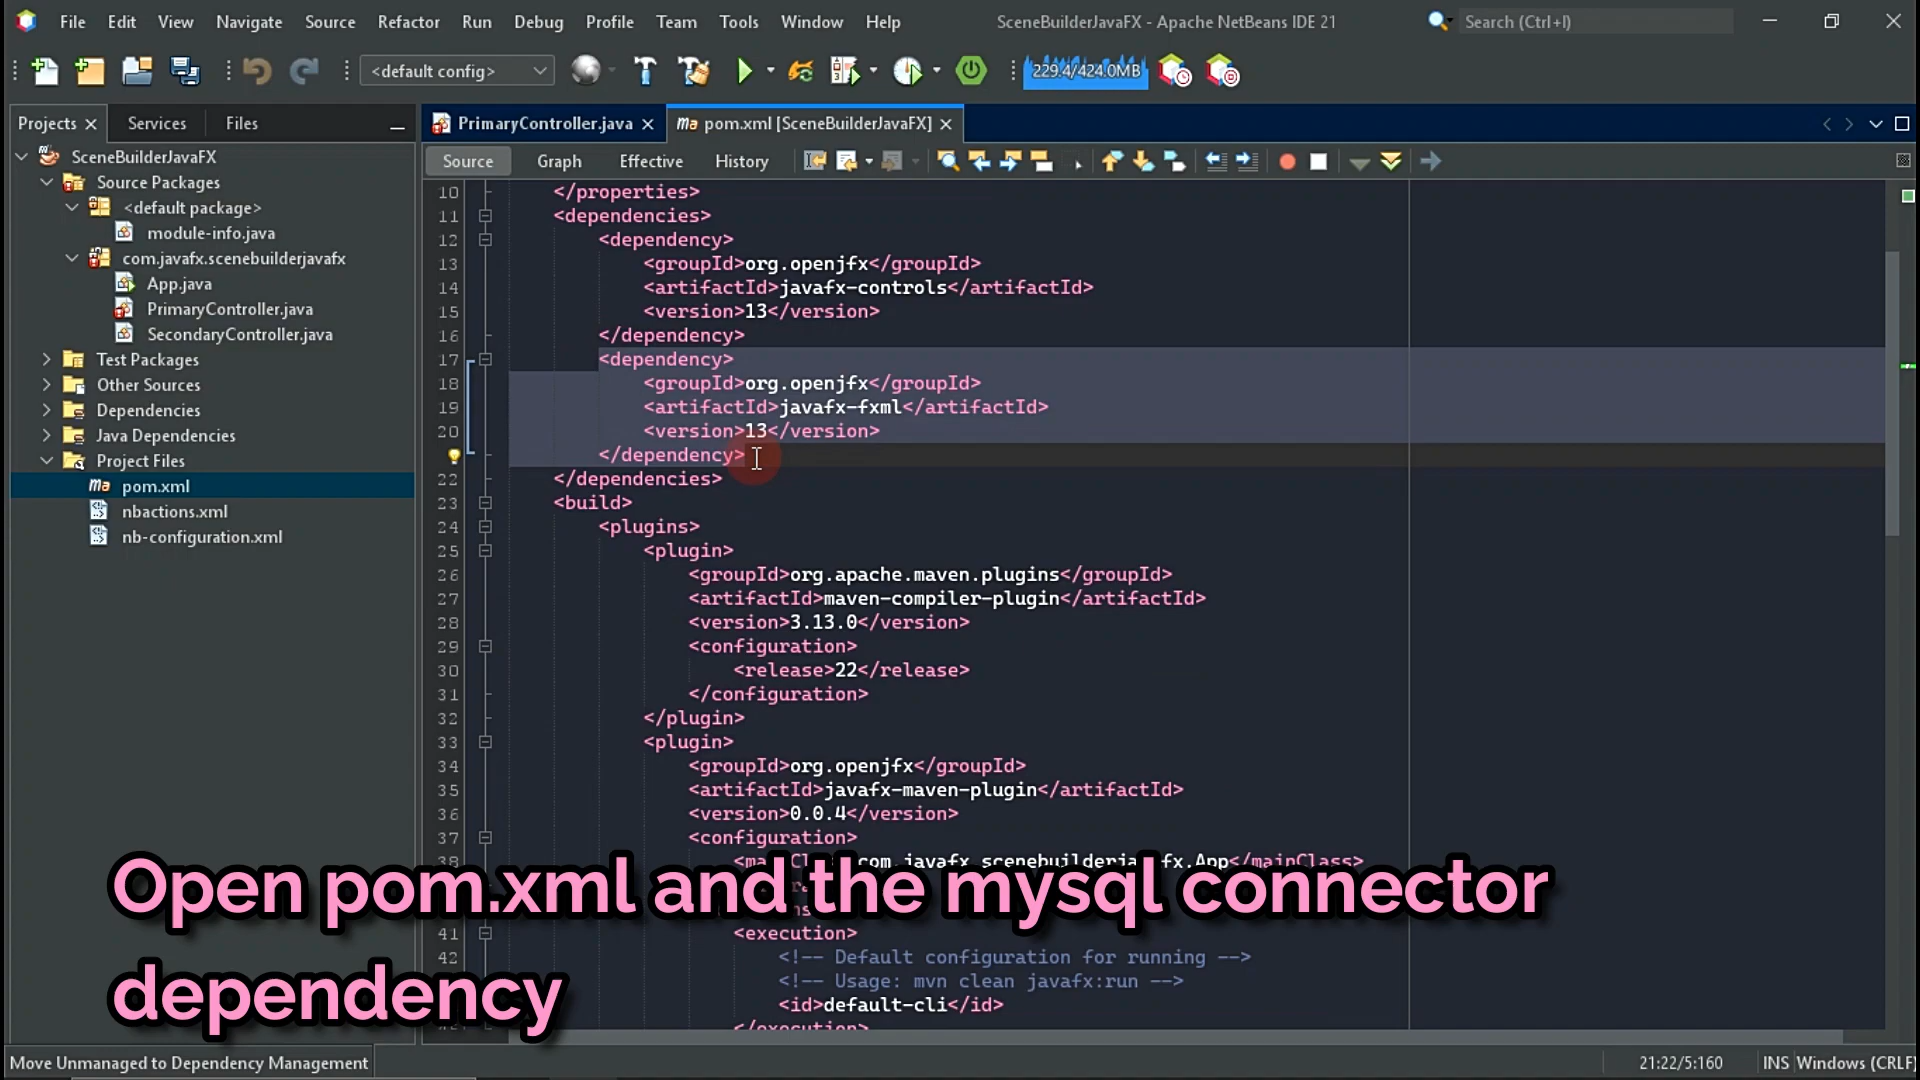 File Edit View Navigate Source Refactor Run Debug Profile Team Tools Window Help SceneBuilderJavaFX - Apache NetBeans IDE 21 Search (Ctrl+I)
<default config> 229.4/424.0MB
Projects Services Files PrimaryController.java pom.xml [SceneBuilderJavaFX]
Source Graph Effective History
SceneBuilderJavaFX
Source Packages
<default package>
module-info.java
com.javafx.scenebuilderjavafx
App.java
PrimaryController.java
SecondaryController.java
Test Packages
Other Sources
Dependencies
Java Dependencies
Project Files
pom.xml
nbactions.xml
nb-configuration.xml
10 </properties>
11 <dependencies>
12 <dependency>
13 <groupId>org.openjfx</groupId>
14 <artifactId>javafx-controls</artifactId>
15 <version>13</version>
16 </dependency>
17 <dependency>
18 <groupId>org.openjfx</groupId>
19 <artifactId>javafx-fxml</artifactId>
20 <version>13</version>
</dependency>
22 </dependencies>
23 <build>
24 <plugins>
25 <plugin>
26 <groupId>org.apache.maven.plugins</groupId>
27 <artifactId>maven-compiler-plugin</artifactId>
28 <version>3.13.0</version>
29 <configuration>
30 <release>22</release>
31 </configuration>
32 </plugin>
33 <plugin>
34 <groupId>org.openjfx</groupId>
35 <artifactId>javafx-maven-plugin</artifactId>
36 <version>0.0.4</version>
37 <configuration>
38 App</mainClass>
41 <execution>
42 <!-- Default configuration for running -->
<!-- Usage: mvn clean javafx:run -->
<id>default-cli</id>
</execution>
Open pom.xml and the mysql connector
dependency
Move Unmanaged to Dependency Management 21:22/5:160 INS Windows (CRLF)